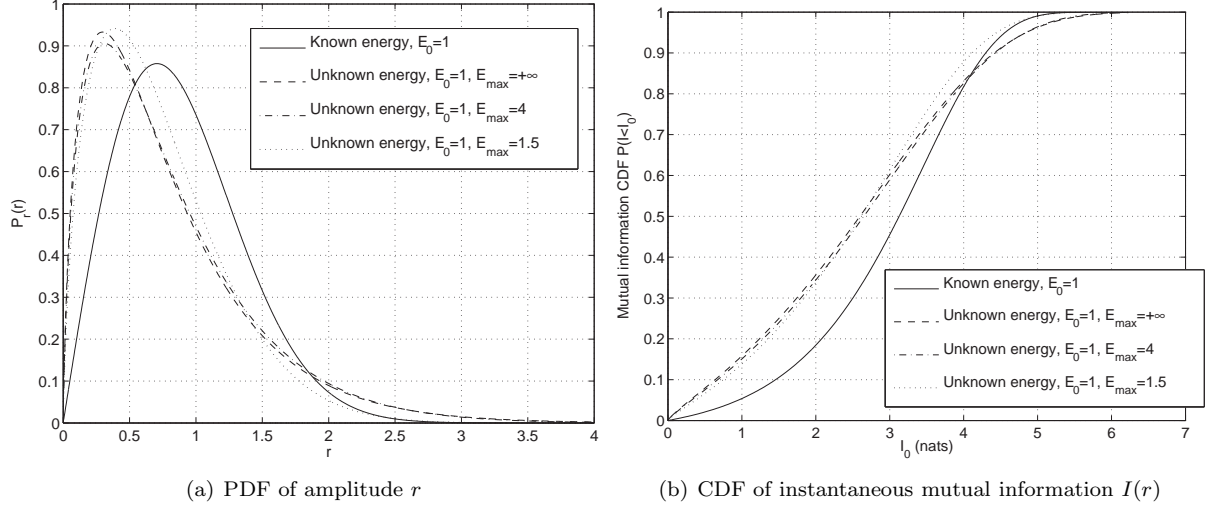 1
0.9
0.8
0.7
0.6
0.5
0.4
0.3
0.2
0.1
0
P_r(r)
0 0.5 1 1.5 2 2.5 3 3.5 4
r
Known energy, E_0=1
Unknown energy, E_0=1, E_max=+∞
Unknown energy, E_0=1, E_max=4
Unknown energy, E_0=1, E_max=1.5
(a) PDF of amplitude r
1
0.9
0.8
0.7
0.6
0.5
0.4
0.3
0.2
0.1
0
Mutual information CDF P(I<I_0)
0 1 2 3 4 5 6 7
I_0 (nats)
Known energy, E_0=1
Unknown energy, E_0=1, E_max=+∞
Unknown energy, E_0=1, E_max=4
Unknown energy, E_0=1, E_max=1.5
(b) CDF of instantaneous mutual information I(r)